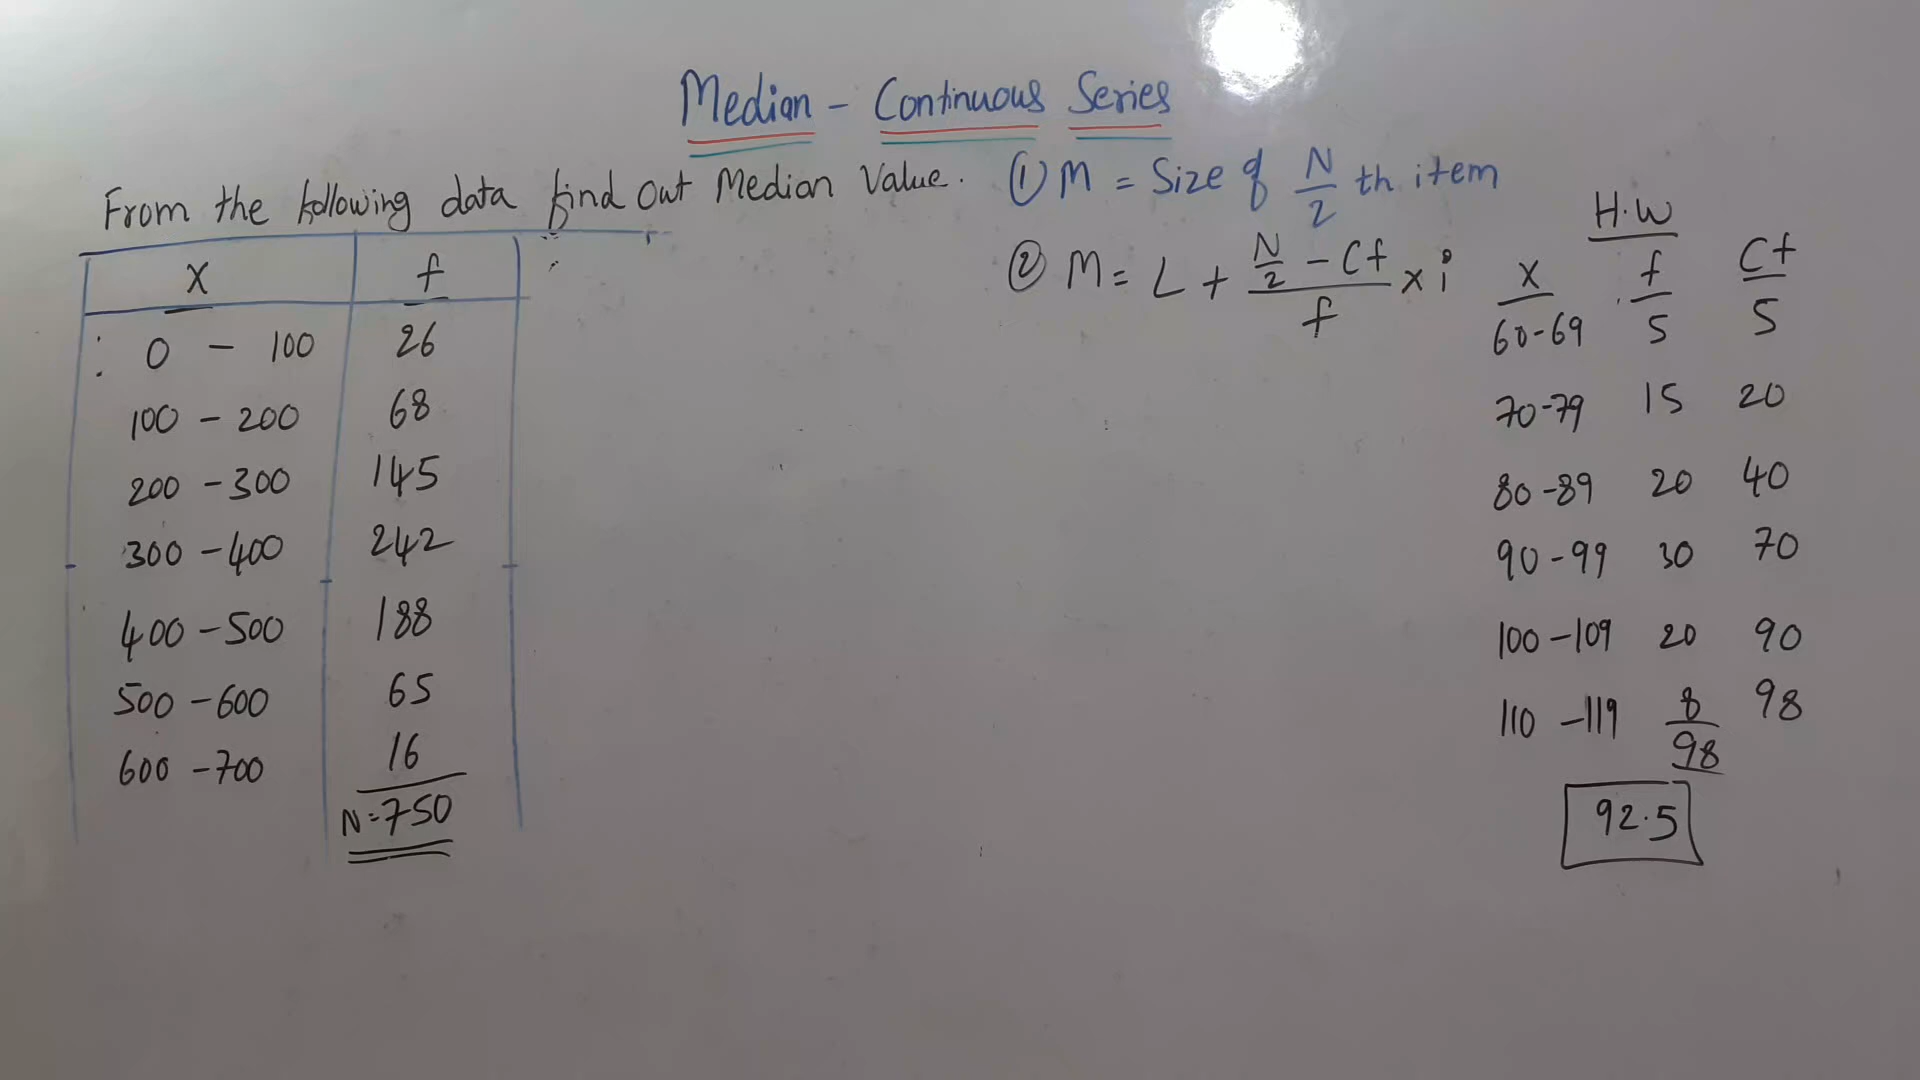 Median - Continuous Series
From the following data find out Median Value.
① M = Size of N/2 th item
② M = L + (N/2 - Cf)/f x i
X f
0 - 100 26
100 - 200 68
200 - 300 145
300 - 400 242
400 - 500 188
500 - 600 65
600 - 700 16
N = 750
H.W
X f Cf
60-69 5 5
70-79 15 20
80-89 20 40
90-99 30 70
100-109 20 90
110-119 8 98
98
92.5